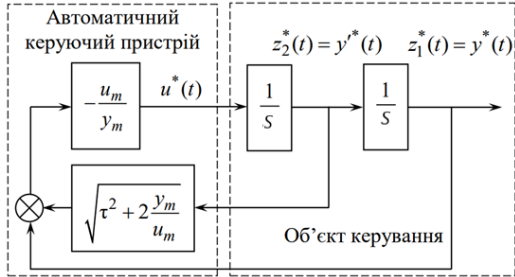 Автоматичний
керуючий пристрій
z₂*(t) = y′*(t) z₁*(t) = y*(t)
−u_m/y_m
u*(t)
1/S
1/S
√(τ² + 2 y_m/u_m)
Об’єкт керування